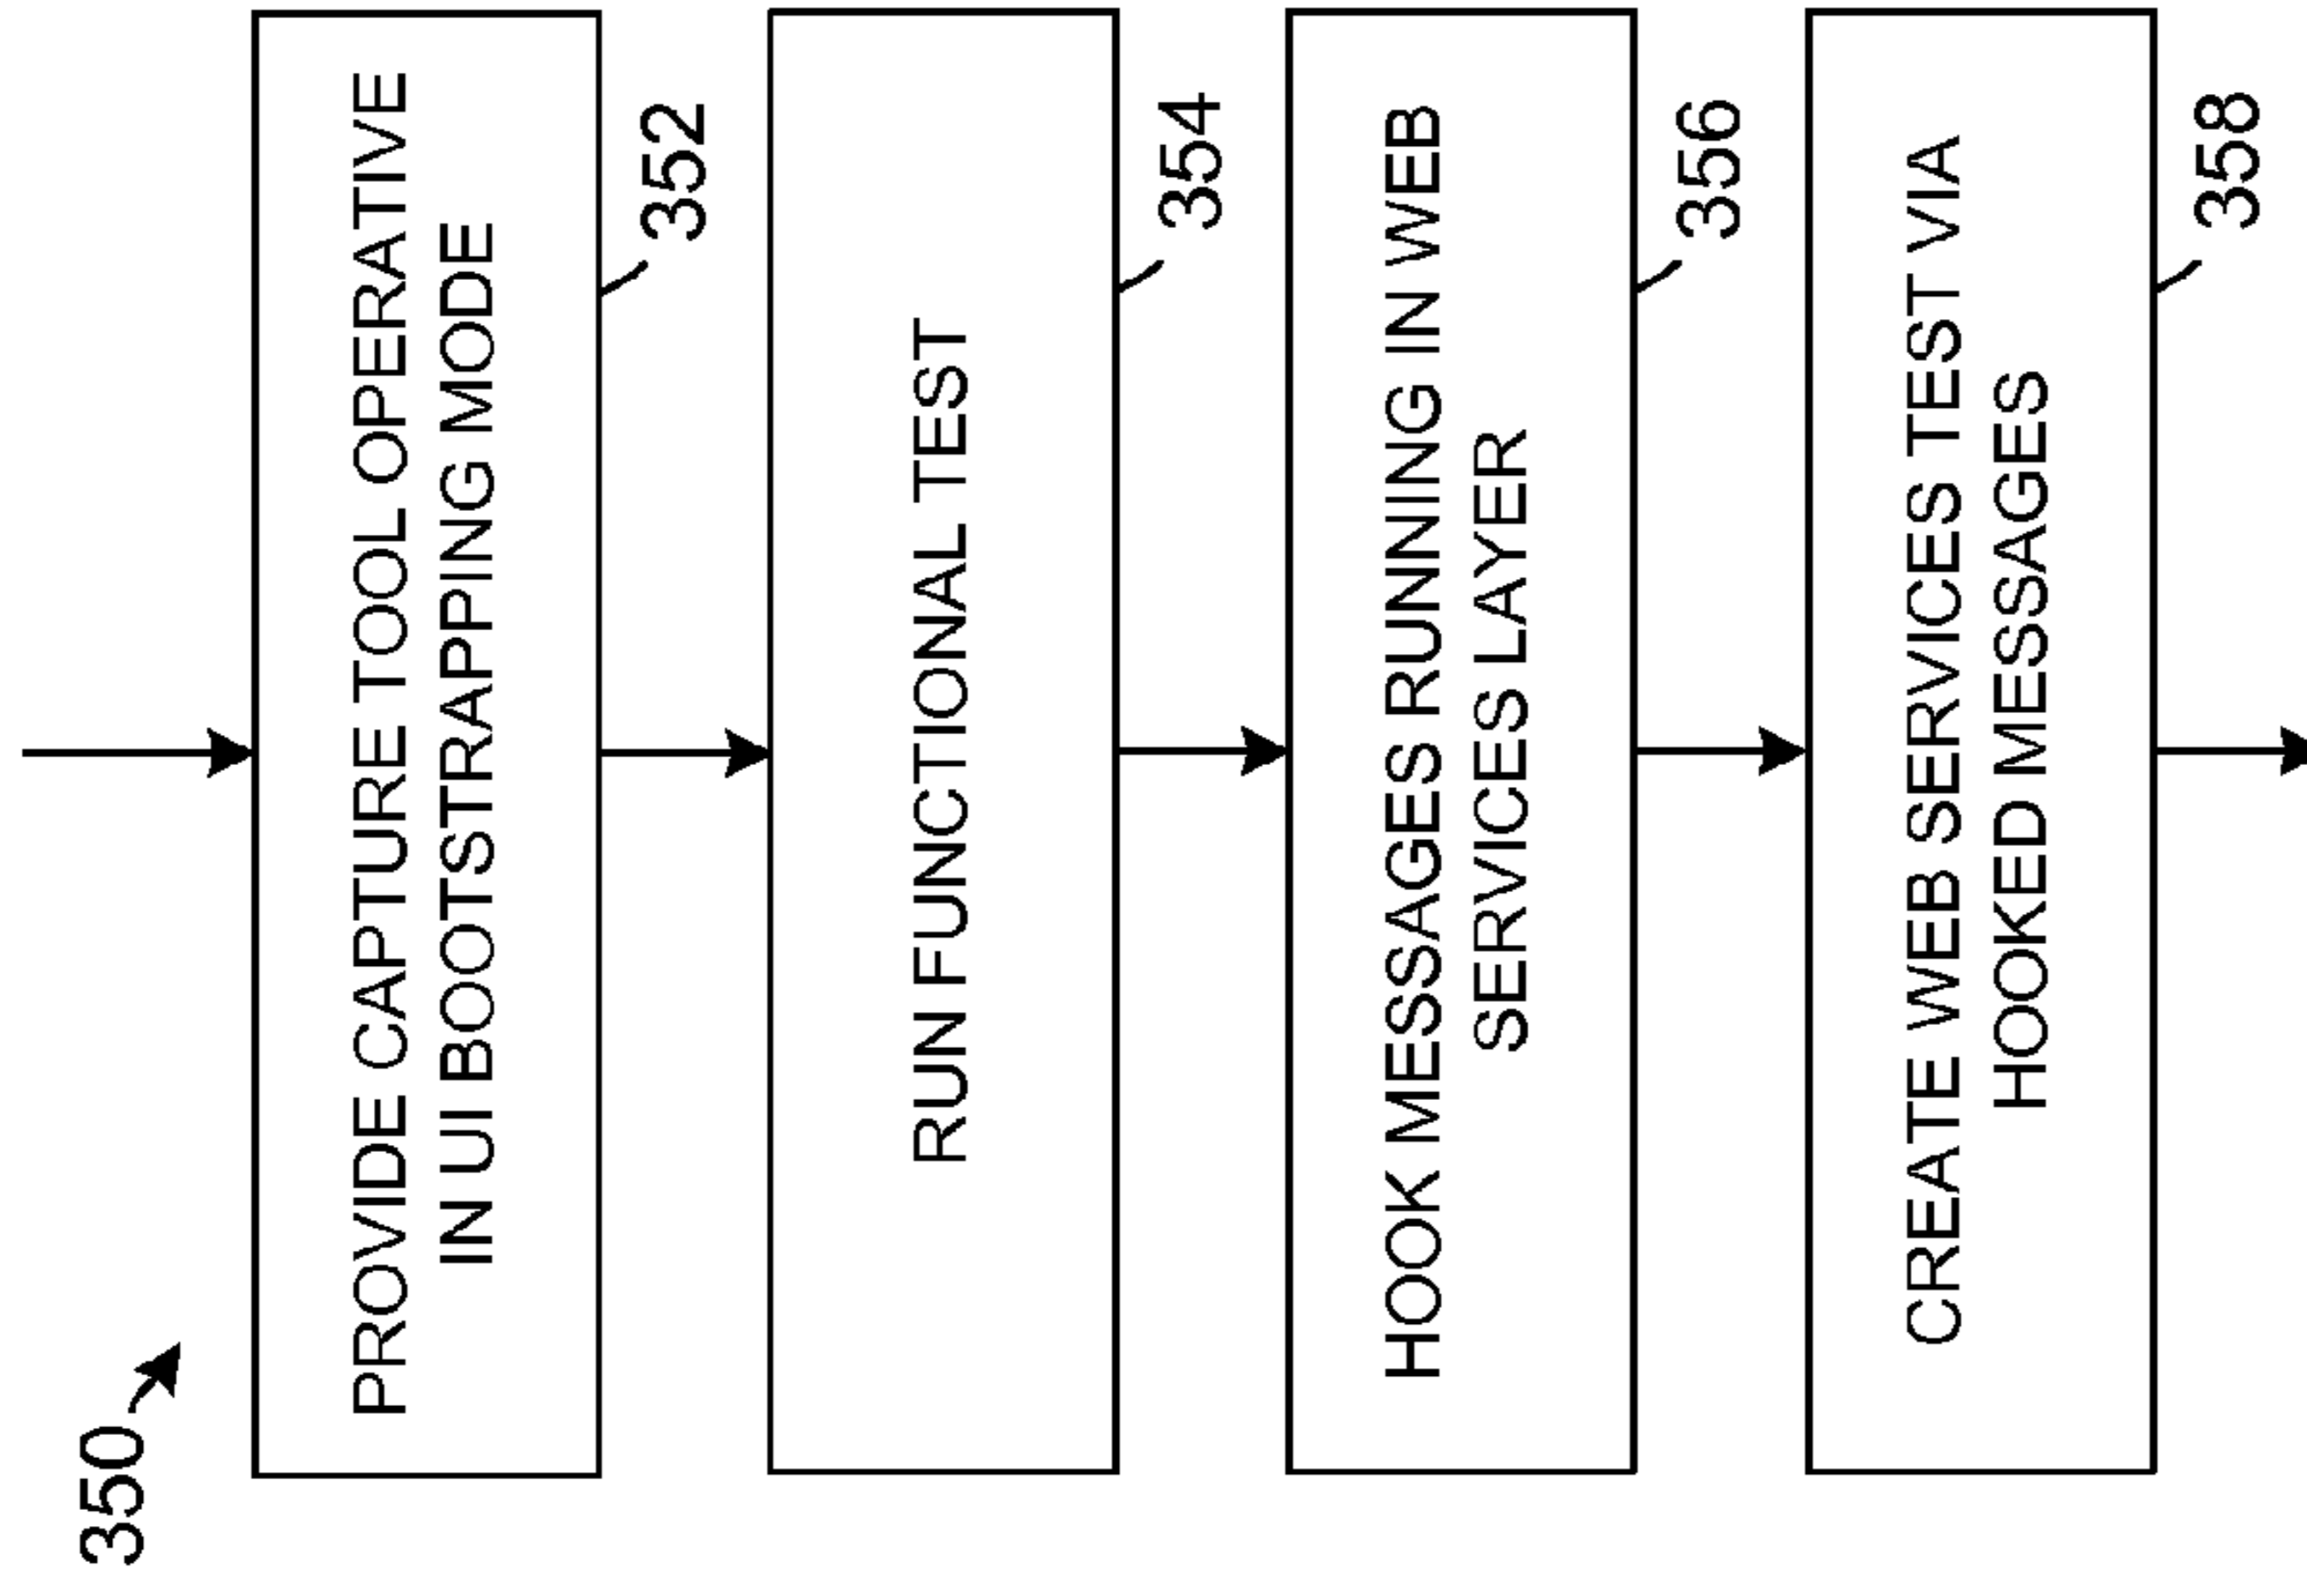 350
PROVIDE CAPTURE TOOL OPERATIVE
IN UI BOOTSTRAPPING MODE
352
RUN FUNCTIONAL TEST
354
HOOK MESSAGES RUNNING IN WEB
SERVICES LAYER
356
CREATE WEB SERVICES TEST VIA
HOOKED MESSAGES
358